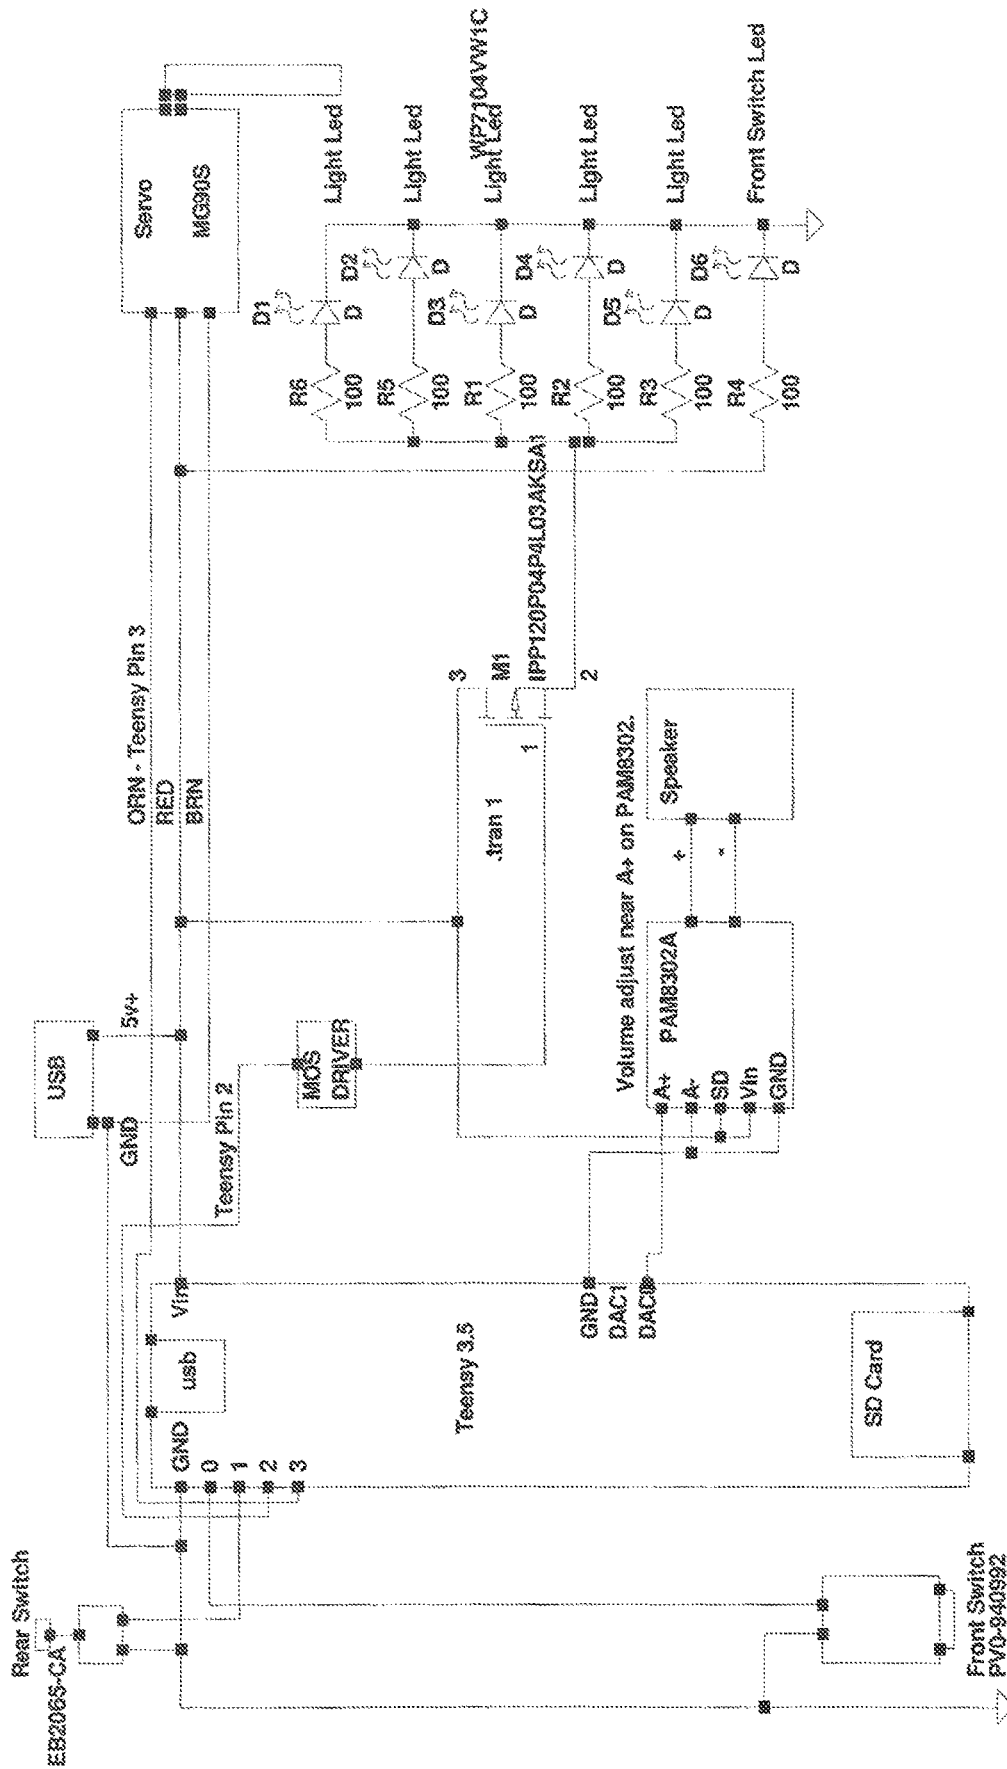 Rear Switch
EB2065-CA
USB
GND
5v+
ORN - Teensy Pin 3
RED
BRN
Servo
MG90S
GND
0
1
2
3
usb
Vin
Teensy Pin 2
MOS
DRIVER
Teensy 3.5
GND
DAC1
DAC0
SD Card
Front Switch
PV0-940992
.tran 1
3
M1
1
IPP120P04P4L03AKSA1
2
Volume adjust near A+ on PAM8302.
A+
A-
SD
Vin
GND
PAM8302A
+
-
Speaker
R6
100
D1
D
Light Led
R5
100
D2
D
Light Led
R1
100
D3
D
WP7104VW1C
Light Led
R2
100
D4
D
Light Led
R3
100
D5
D
Light Led
R4
100
D6
D
Front Switch Led